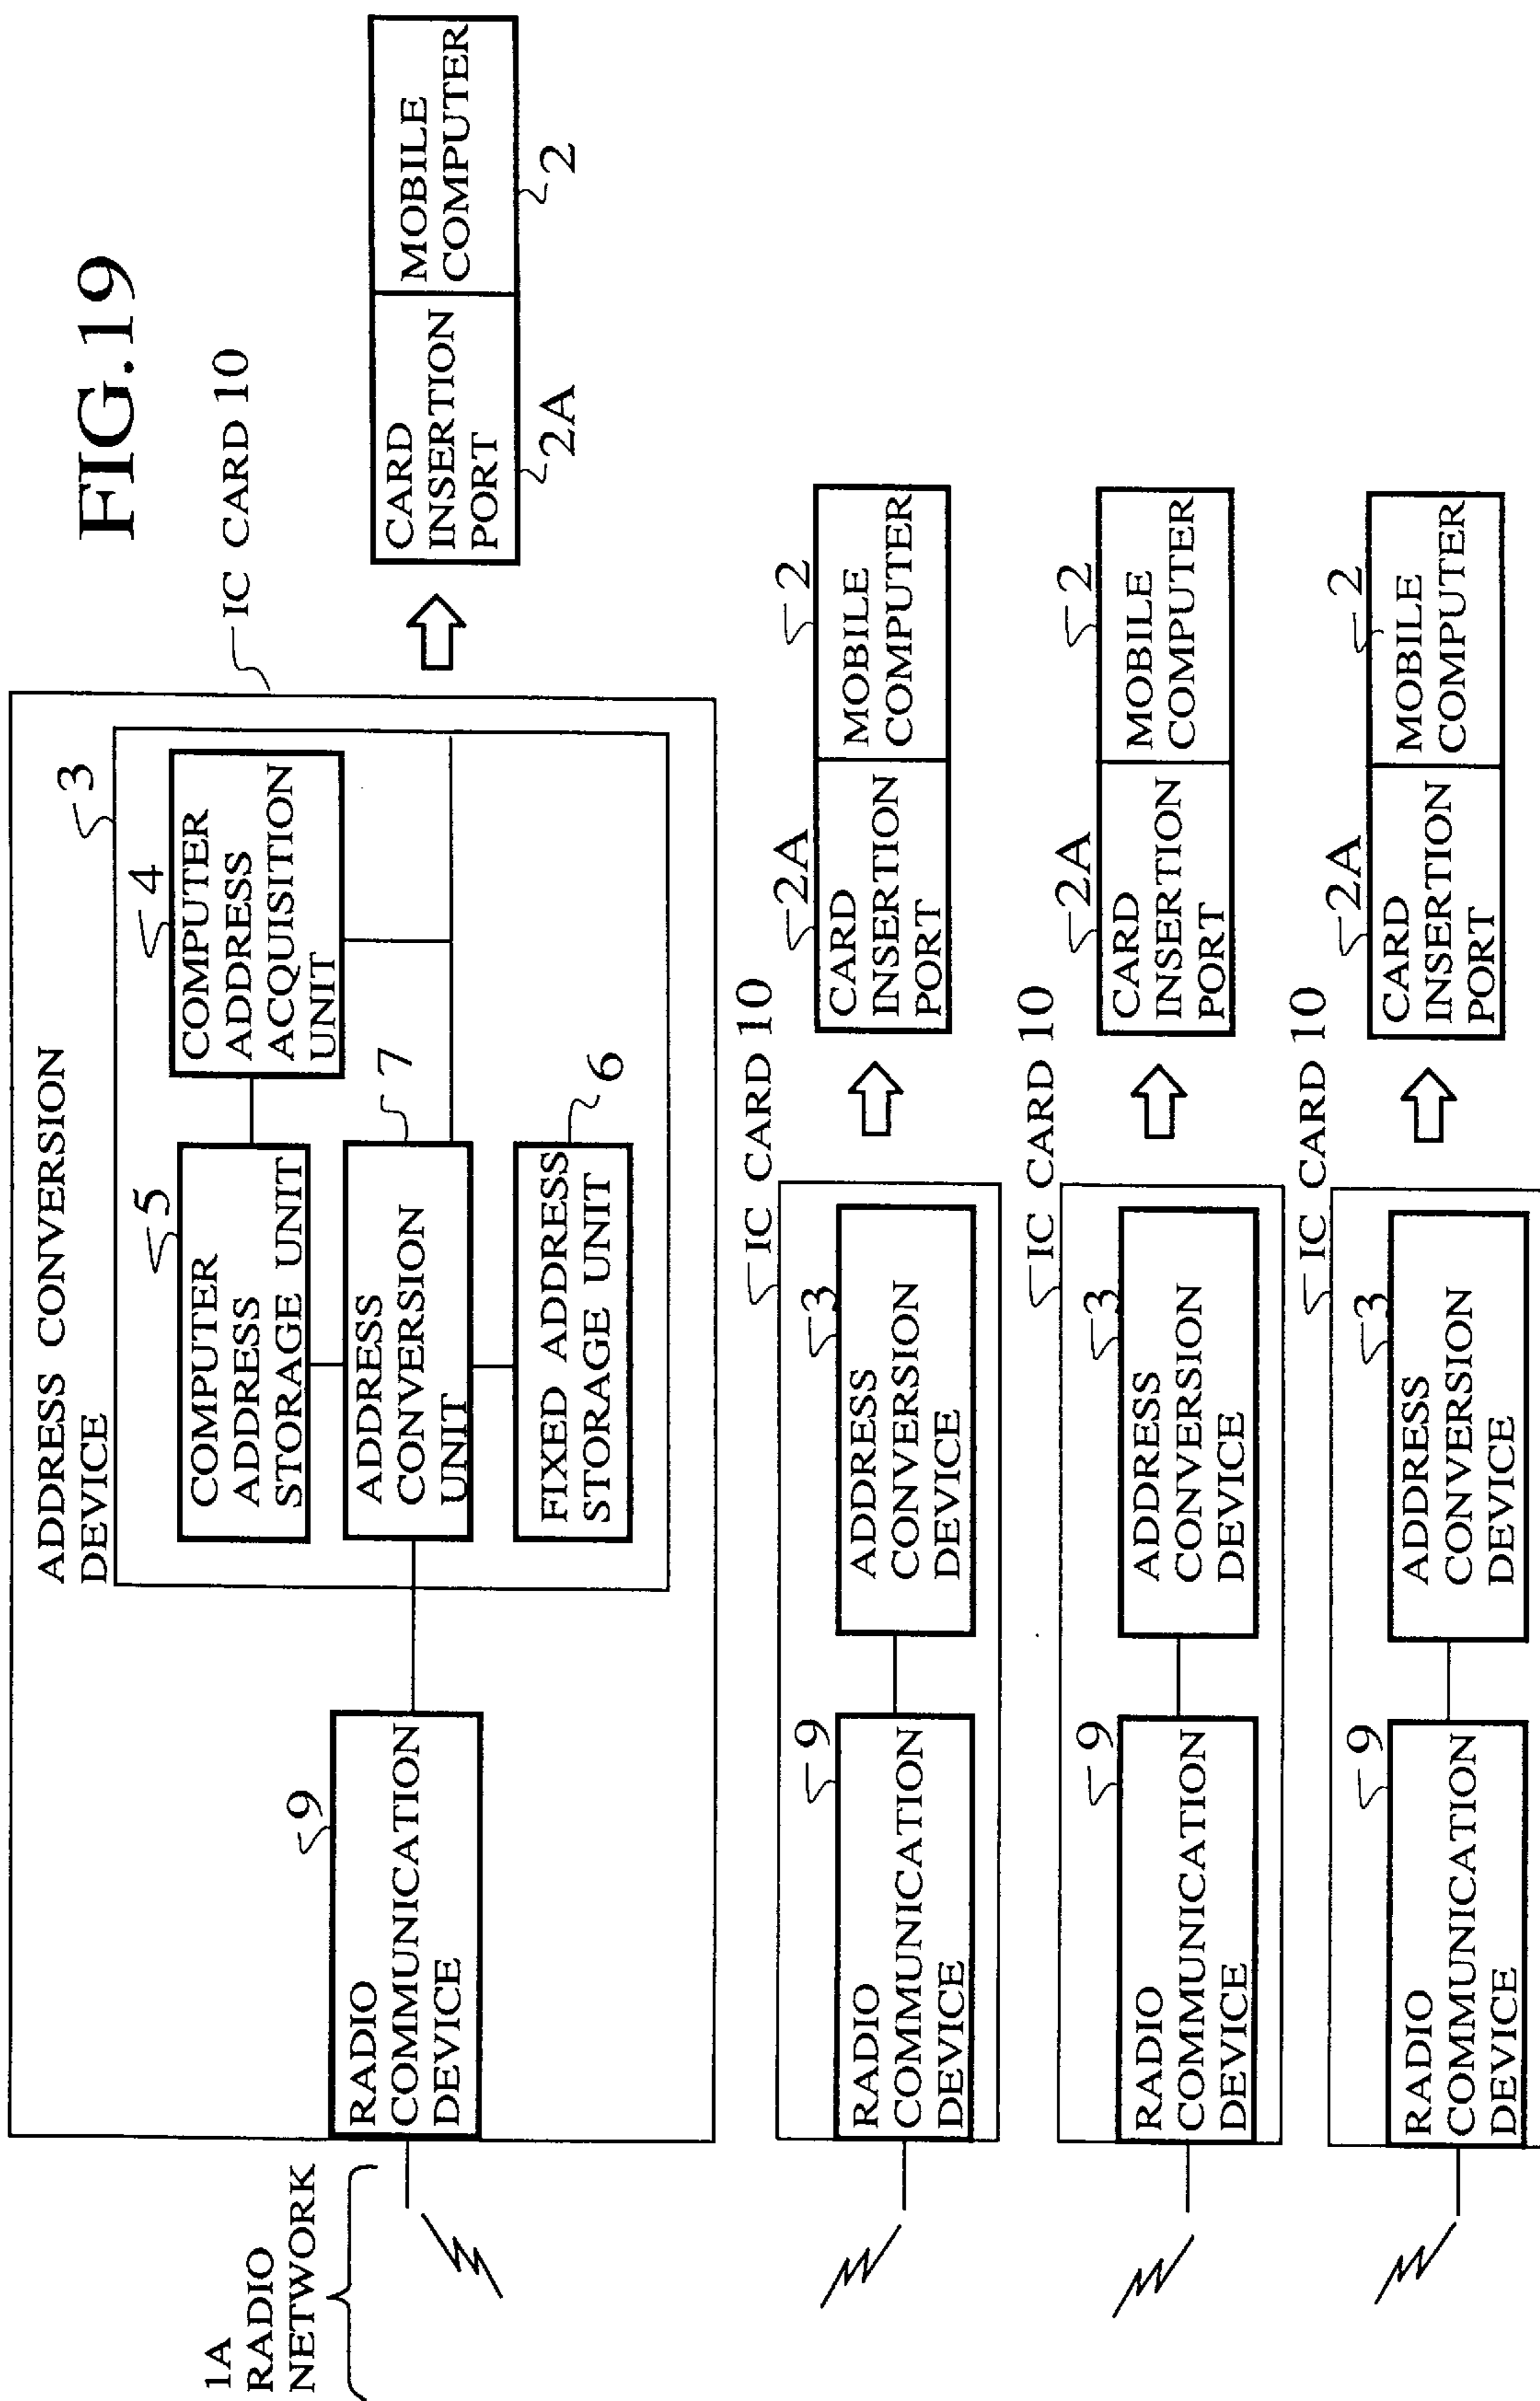 FIG.19
1A
RADIO
NETWORK
ADDRESS CONVERSION
DEVICE
3
IC CARD 10
9
RADIO
COMMUNICATION
DEVICE
5
COMPUTER
ADDRESS
STORAGE UNIT
4
COMPUTER
ADDRESS
ACQUISITION
UNIT
7
ADDRESS
CONVERSION
UNIT
6
FIXED ADDRESS
STORAGE UNIT
CARD
INSERTION
PORT
2A
MOBILE
COMPUTER
2
IC CARD 10
9
RADIO
COMMUNICATION
DEVICE
3
ADDRESS
CONVERSION
DEVICE
2A
CARD
INSERTION
PORT
2
MOBILE
COMPUTER
IC CARD 10
9
RADIO
COMMUNICATION
DEVICE
3
ADDRESS
CONVERSION
DEVICE
2A
CARD
INSERTION
PORT
2
MOBILE
COMPUTER
IC CARD 10
9
RADIO
COMMUNICATION
DEVICE
3
ADDRESS
CONVERSION
DEVICE
2A
CARD
INSERTION
PORT
2
MOBILE
COMPUTER